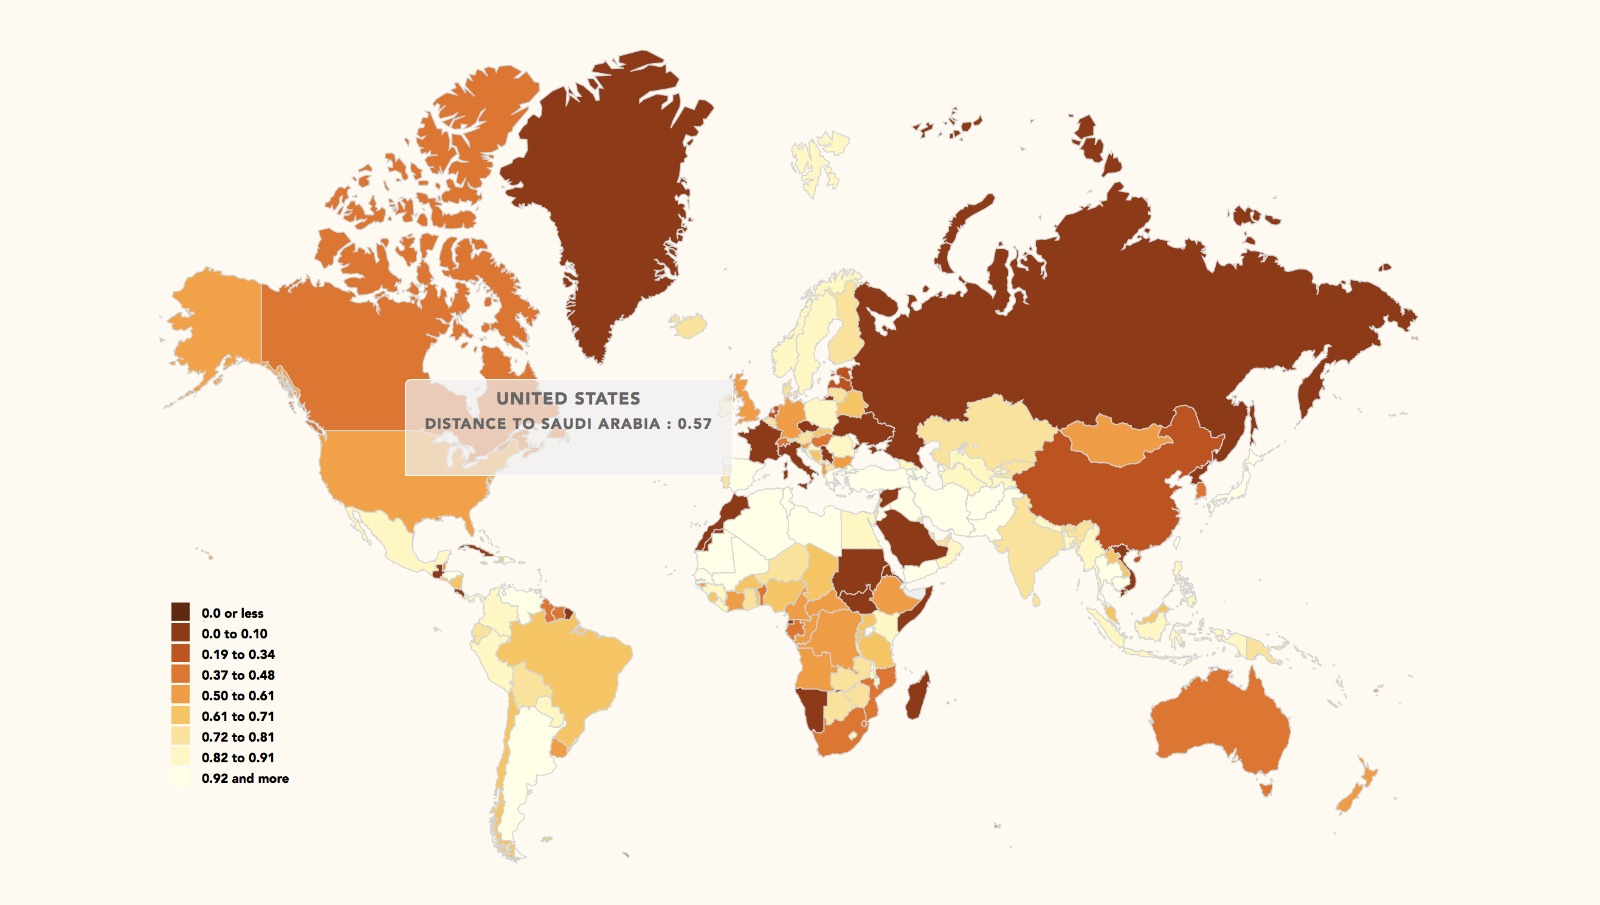 UNITED STATES
DISTANCE TO SAUDI ARABIA : 0.57
0.0 or less
0.0 to 0.10
0.19 to 0.34
0.37 to 0.48
0.50 to 0.61
0.61 to 0.71
0.72 to 0.81
0.82 to 0.91
0.92 and more